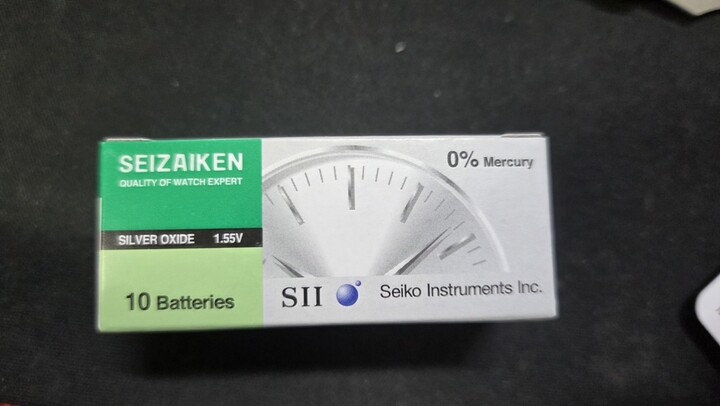 SEIZAIKEN
QUALITY OF WATCH EXPERT
SILVER OXIDE 1.55V
10 Batteries
0% Mercury
SII Seiko Instruments Inc.